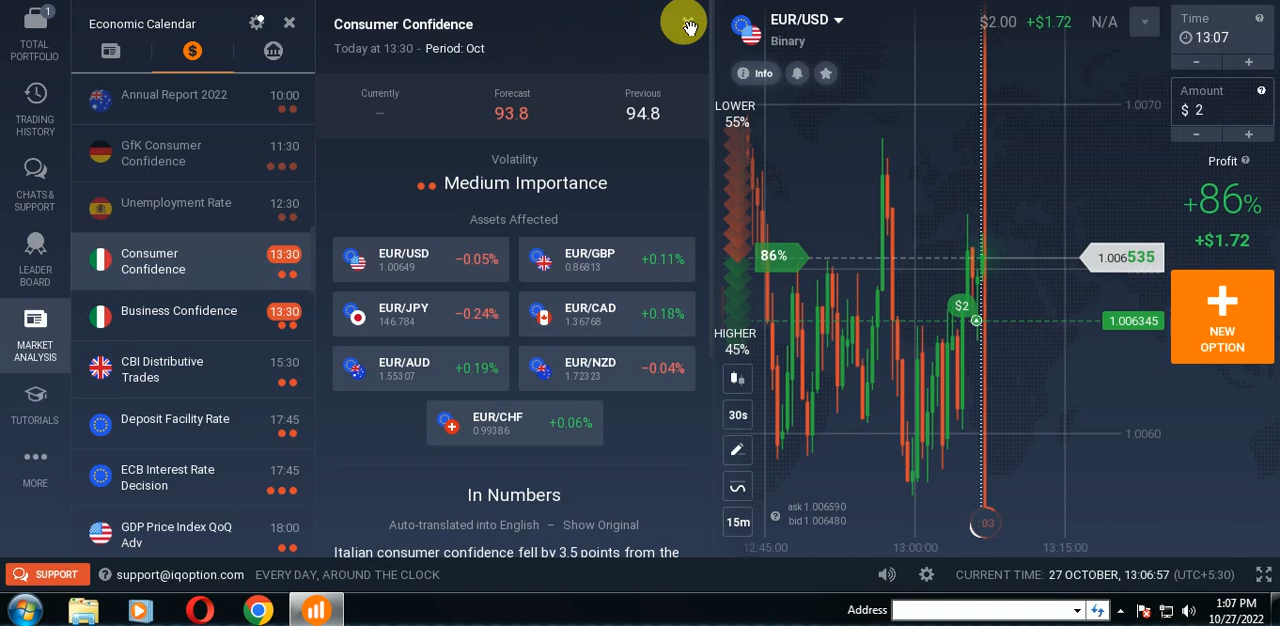 1
TOTAL
PORTFOLIO
TRADING
HISTORY
CHATS &
SUPPORT
LEADER
BOARD
MARKET
ANALYSIS
TUTORIALS
MORE
Economic Calendar
$
Annual Report 2022 10:00
GfK Consumer
Confidence 11:30
Unemployment Rate 12:30
Consumer
Confidence 13:30
Business Confidence 13:30
CBI Distributive
Trades 15:30
Deposit Facility Rate 17:45
ECB Interest Rate
Decision 17:45
GDP Price Index QoQ
Adv 18:00
Consumer Confidence
Today at 13:30 - Period: Oct
Currently Forecast Previous
– 93.8 94.8
Volatility
Medium Importance
Assets Affected
EUR/USD
1.00649 −0.05%
EUR/GBP
0.86813 +0.11%
EUR/JPY
146.784 −0.24%
EUR/CAD
1.36768 +0.18%
EUR/AUD
1.55307 +0.19%
EUR/NZD
1.72323 −0.04%
EUR/CHF
0.99386 +0.06%
In Numbers
Auto-translated into English – Show Original
Italian consumer confidence fell by 3.5 points from the
EUR/USD
Binary
$2.00 +$1.72 N/A
Info
LOWER
55%
86%
HIGHER
45%
30s
15m
1.0070
1.006535
$2
1.006345
1.0060
ask 1.006590
bid 1.006480
:03
12:45:00 13:00:00 13:15:00
Time
13:07
- +
Amount
$ 2
- +
Profit
+86%
+$1.72
NEW
OPTION
SUPPORT support@iqoption.com EVERY DAY, AROUND THE CLOCK
CURRENT TIME: 27 OCTOBER, 13:06:57 (UTC+5:30)
Address
1:07 PM
10/27/2022